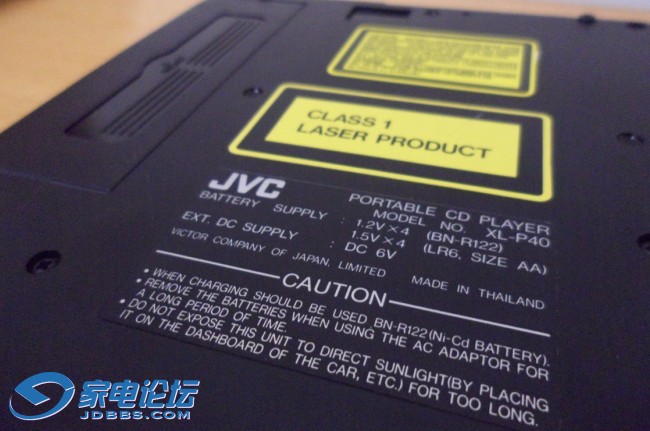 CLASS 1
LASER PRODUCT
JVC
PORTABLE CD PLAYER
MODEL NO. XL-P40
BATTERY SUPPLY : 1.2V×4 (BN-R122)
1.5V×4 (LR6, SIZE AA)
EXT. DC SUPPLY : DC 6V
VICTOR COMPANY OF JAPAN, LIMITED MADE IN THAILAND
CAUTION
• WHEN CHARGING SHOULD BE USED BN-R122(Ni-Cd BATTERY).
• REMOVE THE BATTERIES WHEN USING THE AC ADAPTOR FOR
A LONG PERIOD OF TIME.
• DO NOT EXPOSE THIS UNIT TO DIRECT SUNLIGHT(BY PLACING
IT ON THE DASHBOARD OF THE CAR, ETC.) FOR TOO LONG.
家电论坛
JDBBS.COM